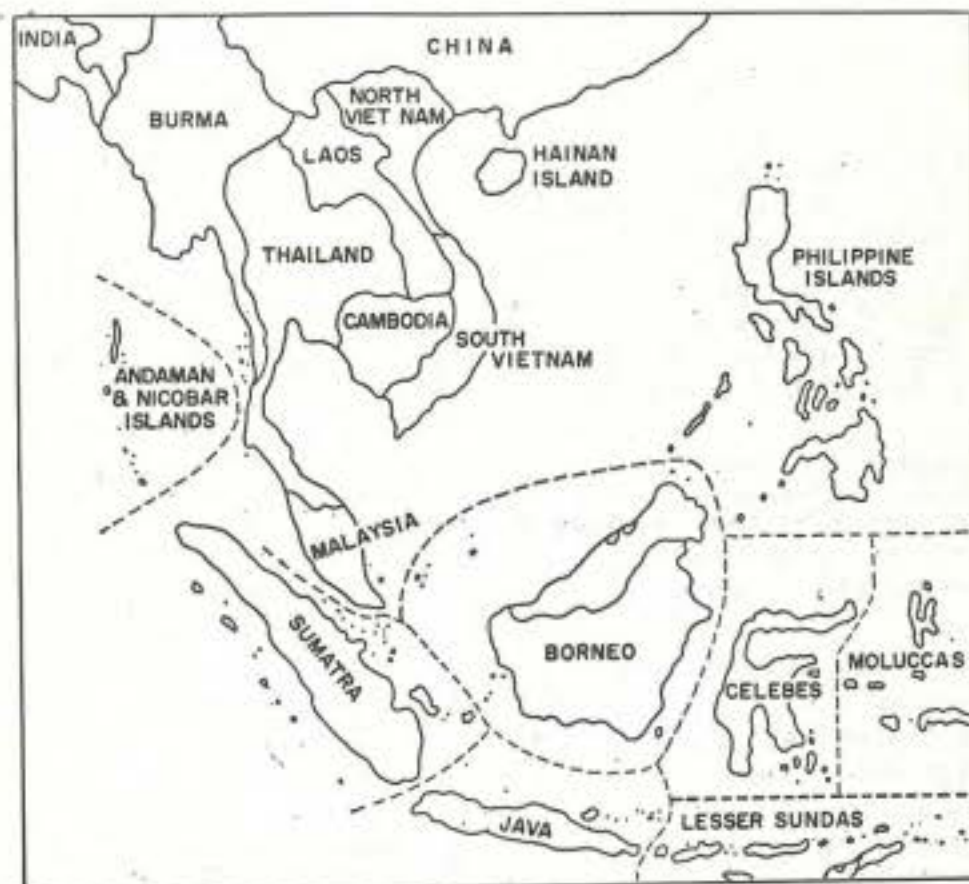 INDIA
CHINA
BURMA
NORTH
VIET NAM
LAOS
HAINAN
ISLAND
THAILAND
PHILIPPINE
ISLANDS
CAMBODIA
SOUTH
VIETNAM
ANDAMAN
& NICOBAR
ISLANDS
MALAYSIA
SUMATRA
BORNEO
CELEBES
MOLUCCAS
JAVA
LESSER SUNDAS